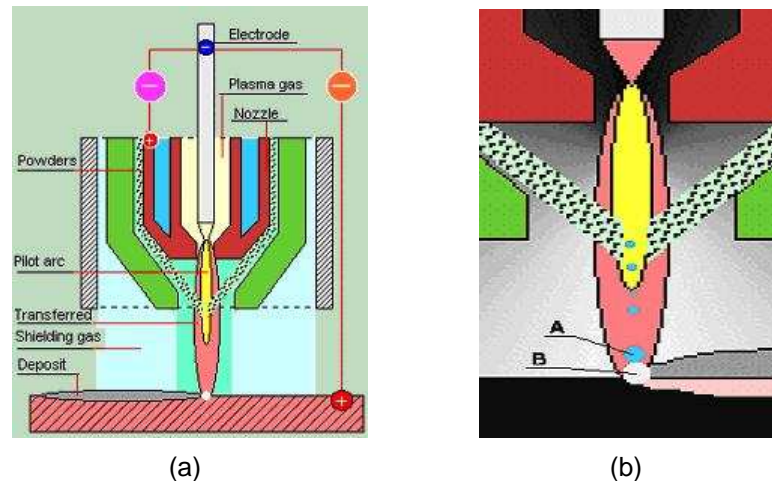 Electrode
Plasma gas
Nozzle
Powders
Pilot arc
Transferred
Shielding gas
Deposit
A
B
(a)
(b)